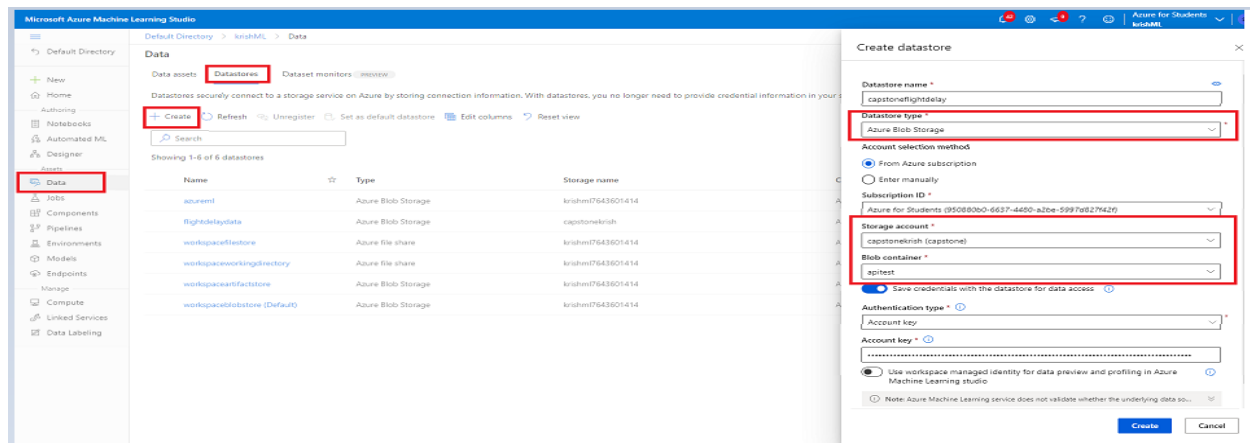 Microsoft Azure Machine Learning Studio
42
?
Azure for Students
krishML
Default Directory
New
Home
Authoring
Notebooks
Automated ML
Designer
Assets
Data
Jobs
Components
Pipelines
Environments
Models
Endpoints
Manage
Compute
Linked Services
Data Labeling
Default Directory > krishML > Data
Data
Data assets Datastores Dataset monitors PREVIEW
Datastores securely connect to a storage service on Azure by storing connection information. With datastores, you no longer need to provide credential information in your s
+ Create Refresh Unregister Set as default datastore Edit columns Reset view
Search
Showing 1-6 of 6 datastores
Name Type Storage name C
azureml Azure Blob Storage krishml7643601414 A
flightdelaydata Azure Blob Storage capstonekrish A
workspacefilestore Azure file share krishml7643601414 A
workspaceworkingdirectory Azure file share krishml7643601414 A
workspaceartifactstore Azure Blob Storage krishml7643601414 A
workspaceblobstore (Default) Azure Blob Storage krishml7643601414 A
Create datastore
Datastore name *
capstoneflightdelay
Datastore type *
Azure Blob Storage
Account selection method
From Azure subscription
Enter manually
Subscription ID *
Azure for Students
Storage account *
capstonekrish (capstone)
Blob container *
apitest
Save credentials with the datastore for data access
Authentication type *
Account key
Account key *
Use workspace managed identity for data preview and profiling in Azure
Machine Learning studio
Note: Azure Machine Learning service does not validate whether the underlying data so...
Create Cancel